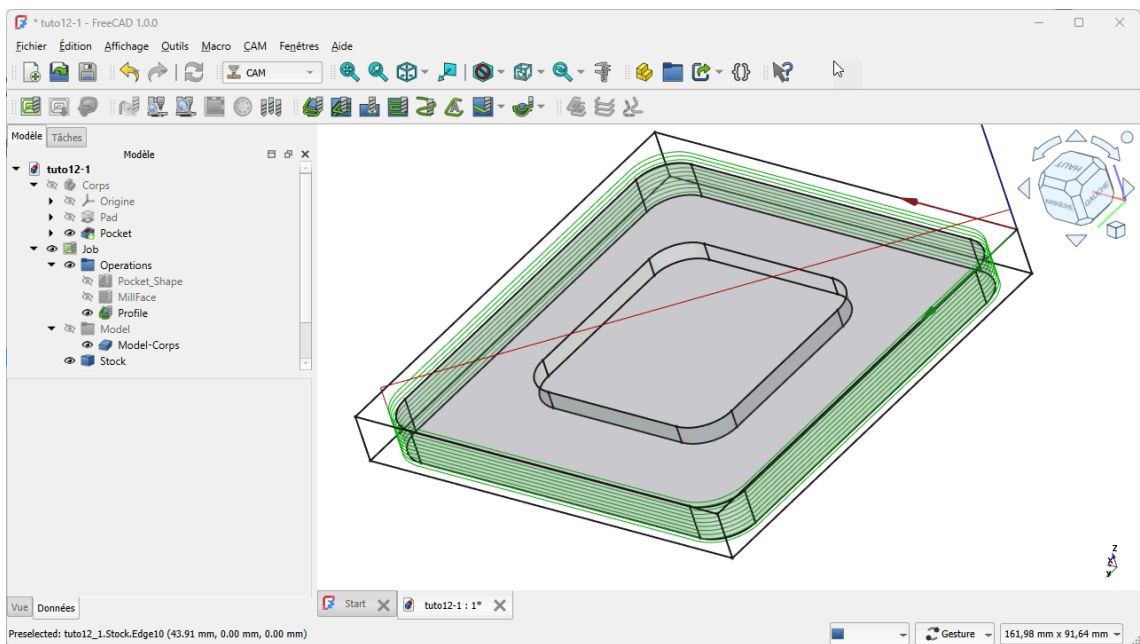 * tuto12-1 - FreeCAD 1.0.0
Fichier Édition Affichage Outils Macro CAM Fenêtres Aide
CAM
Modèle Tâches
Modèle
tuto12-1
Corps
Origine
Pad
Pocket
Job
Operations
Pocket_Shape
MillFace
Profile
Model
Model-Corps
Stock
HAUT
GAUCHE
Z
X
Y
Vue Données
Start
tuto12-1 : 1*
Preselected: tuto12_1.Stock.Edge10 (43.91 mm, 0.00 mm, 0.00 mm)
Gesture
161,98 mm x 91,64 mm